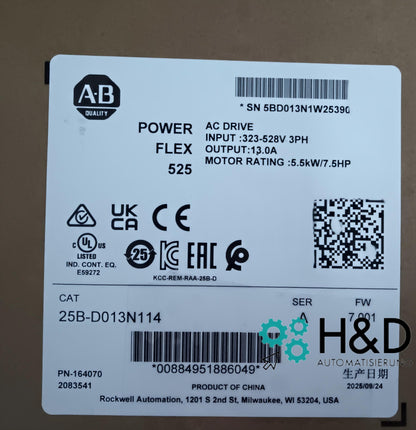 A-B
QUALITY
* SN 5BD013N1W25390
POWER
FLEX
525
AC DRIVE
INPUT :323-528V 3PH
OUTPUT:13.0A
MOTOR RATING :5.5kW/7.5HP
UK
CA
CE
C UL US
LISTED
IND. CONT. EQ.
E59272
25
EAC
KCC-REM-RAA-25B-D
CAT
SER
FW
25B-D013N114
A
7.001
H&D
AUTOMATISIERUN
*00884951886049*
PN-164070
2083541
生产日期
2025/09/24
PRODUCT OF CHINA
Rockwell Automation, 1201 S 2nd St, Milwaukee, WI 53204, USA